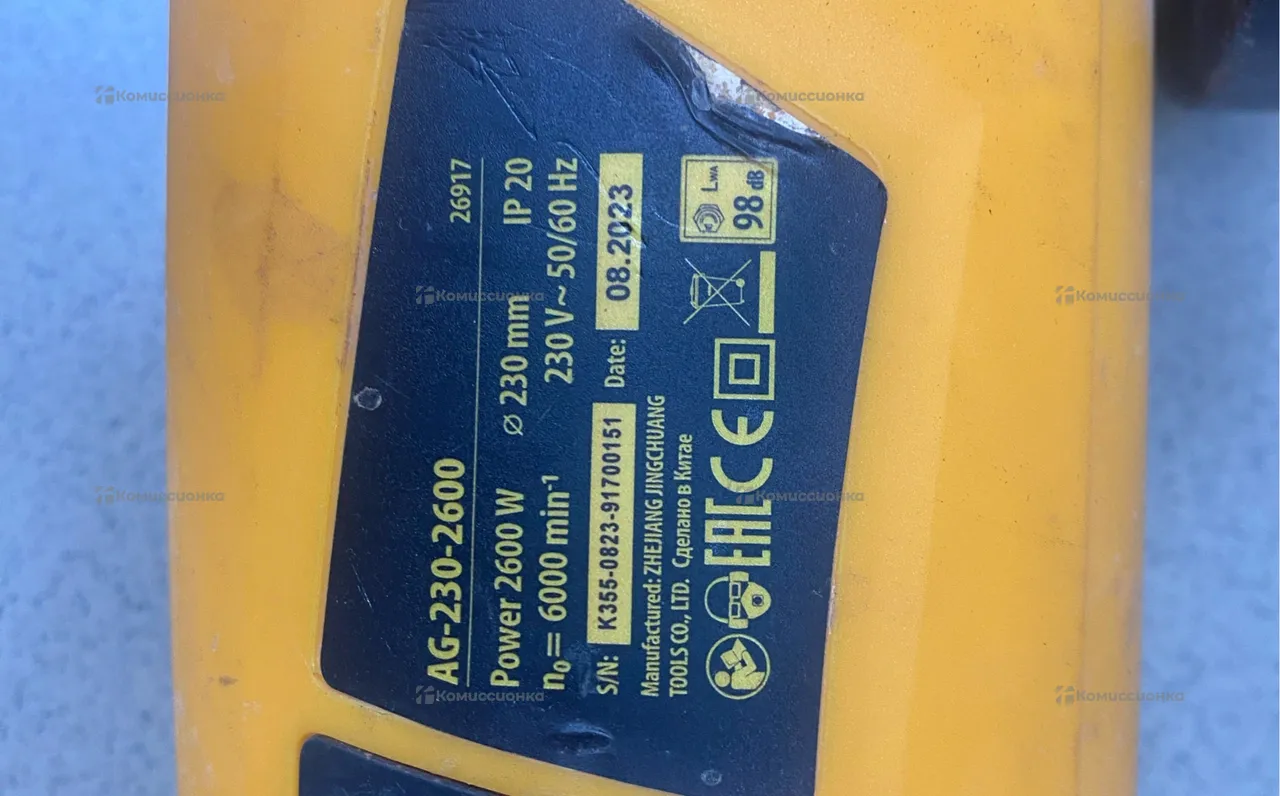 AG-230-2600 26917
Power 2600 W ⌀ 230 mm IP 20
n₀ = 6000 min⁻¹ 230 V ~ 50/60 Hz
S/N: K355-0823-91700151 Date: 08.2023
Manufactured: ZHEJIANG JINGCHUANG
TOOLS CO., LTD. Сделано в Китае
EAC CE
LWA
98 dB
Комиссионка
Комиссионка
Комиссионка
Комиссионка
Комиссионка
Комиссионка
Комиссионка
Комиссионка